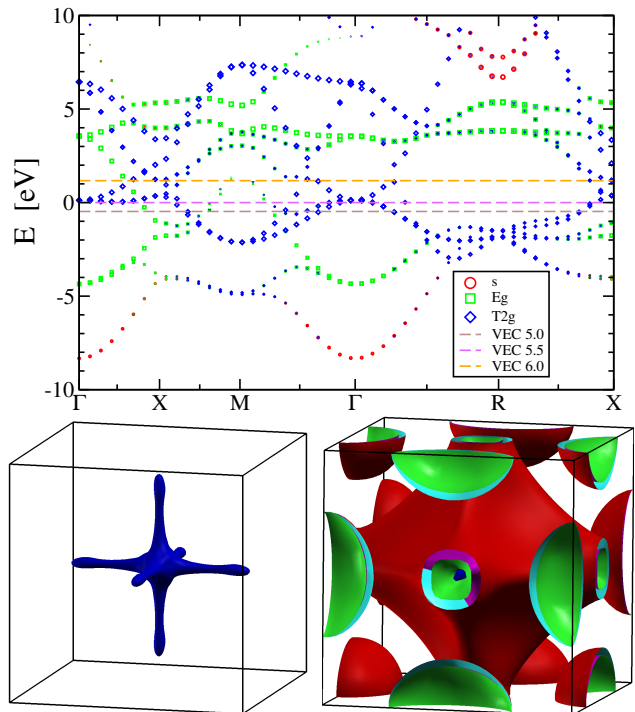 10
5
0
-5
-10
E [eV]
s
Eg
T2g
VEC 5.0
VEC 5.5
VEC 6.0
Γ X M Γ R X